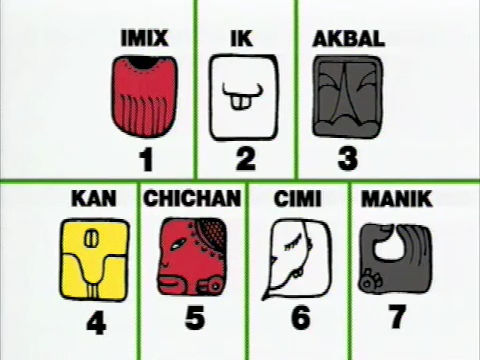 IMIX IK AKBAL
1 2 3
KAN CHICHAN CIMI MANIK
4 5 6 7